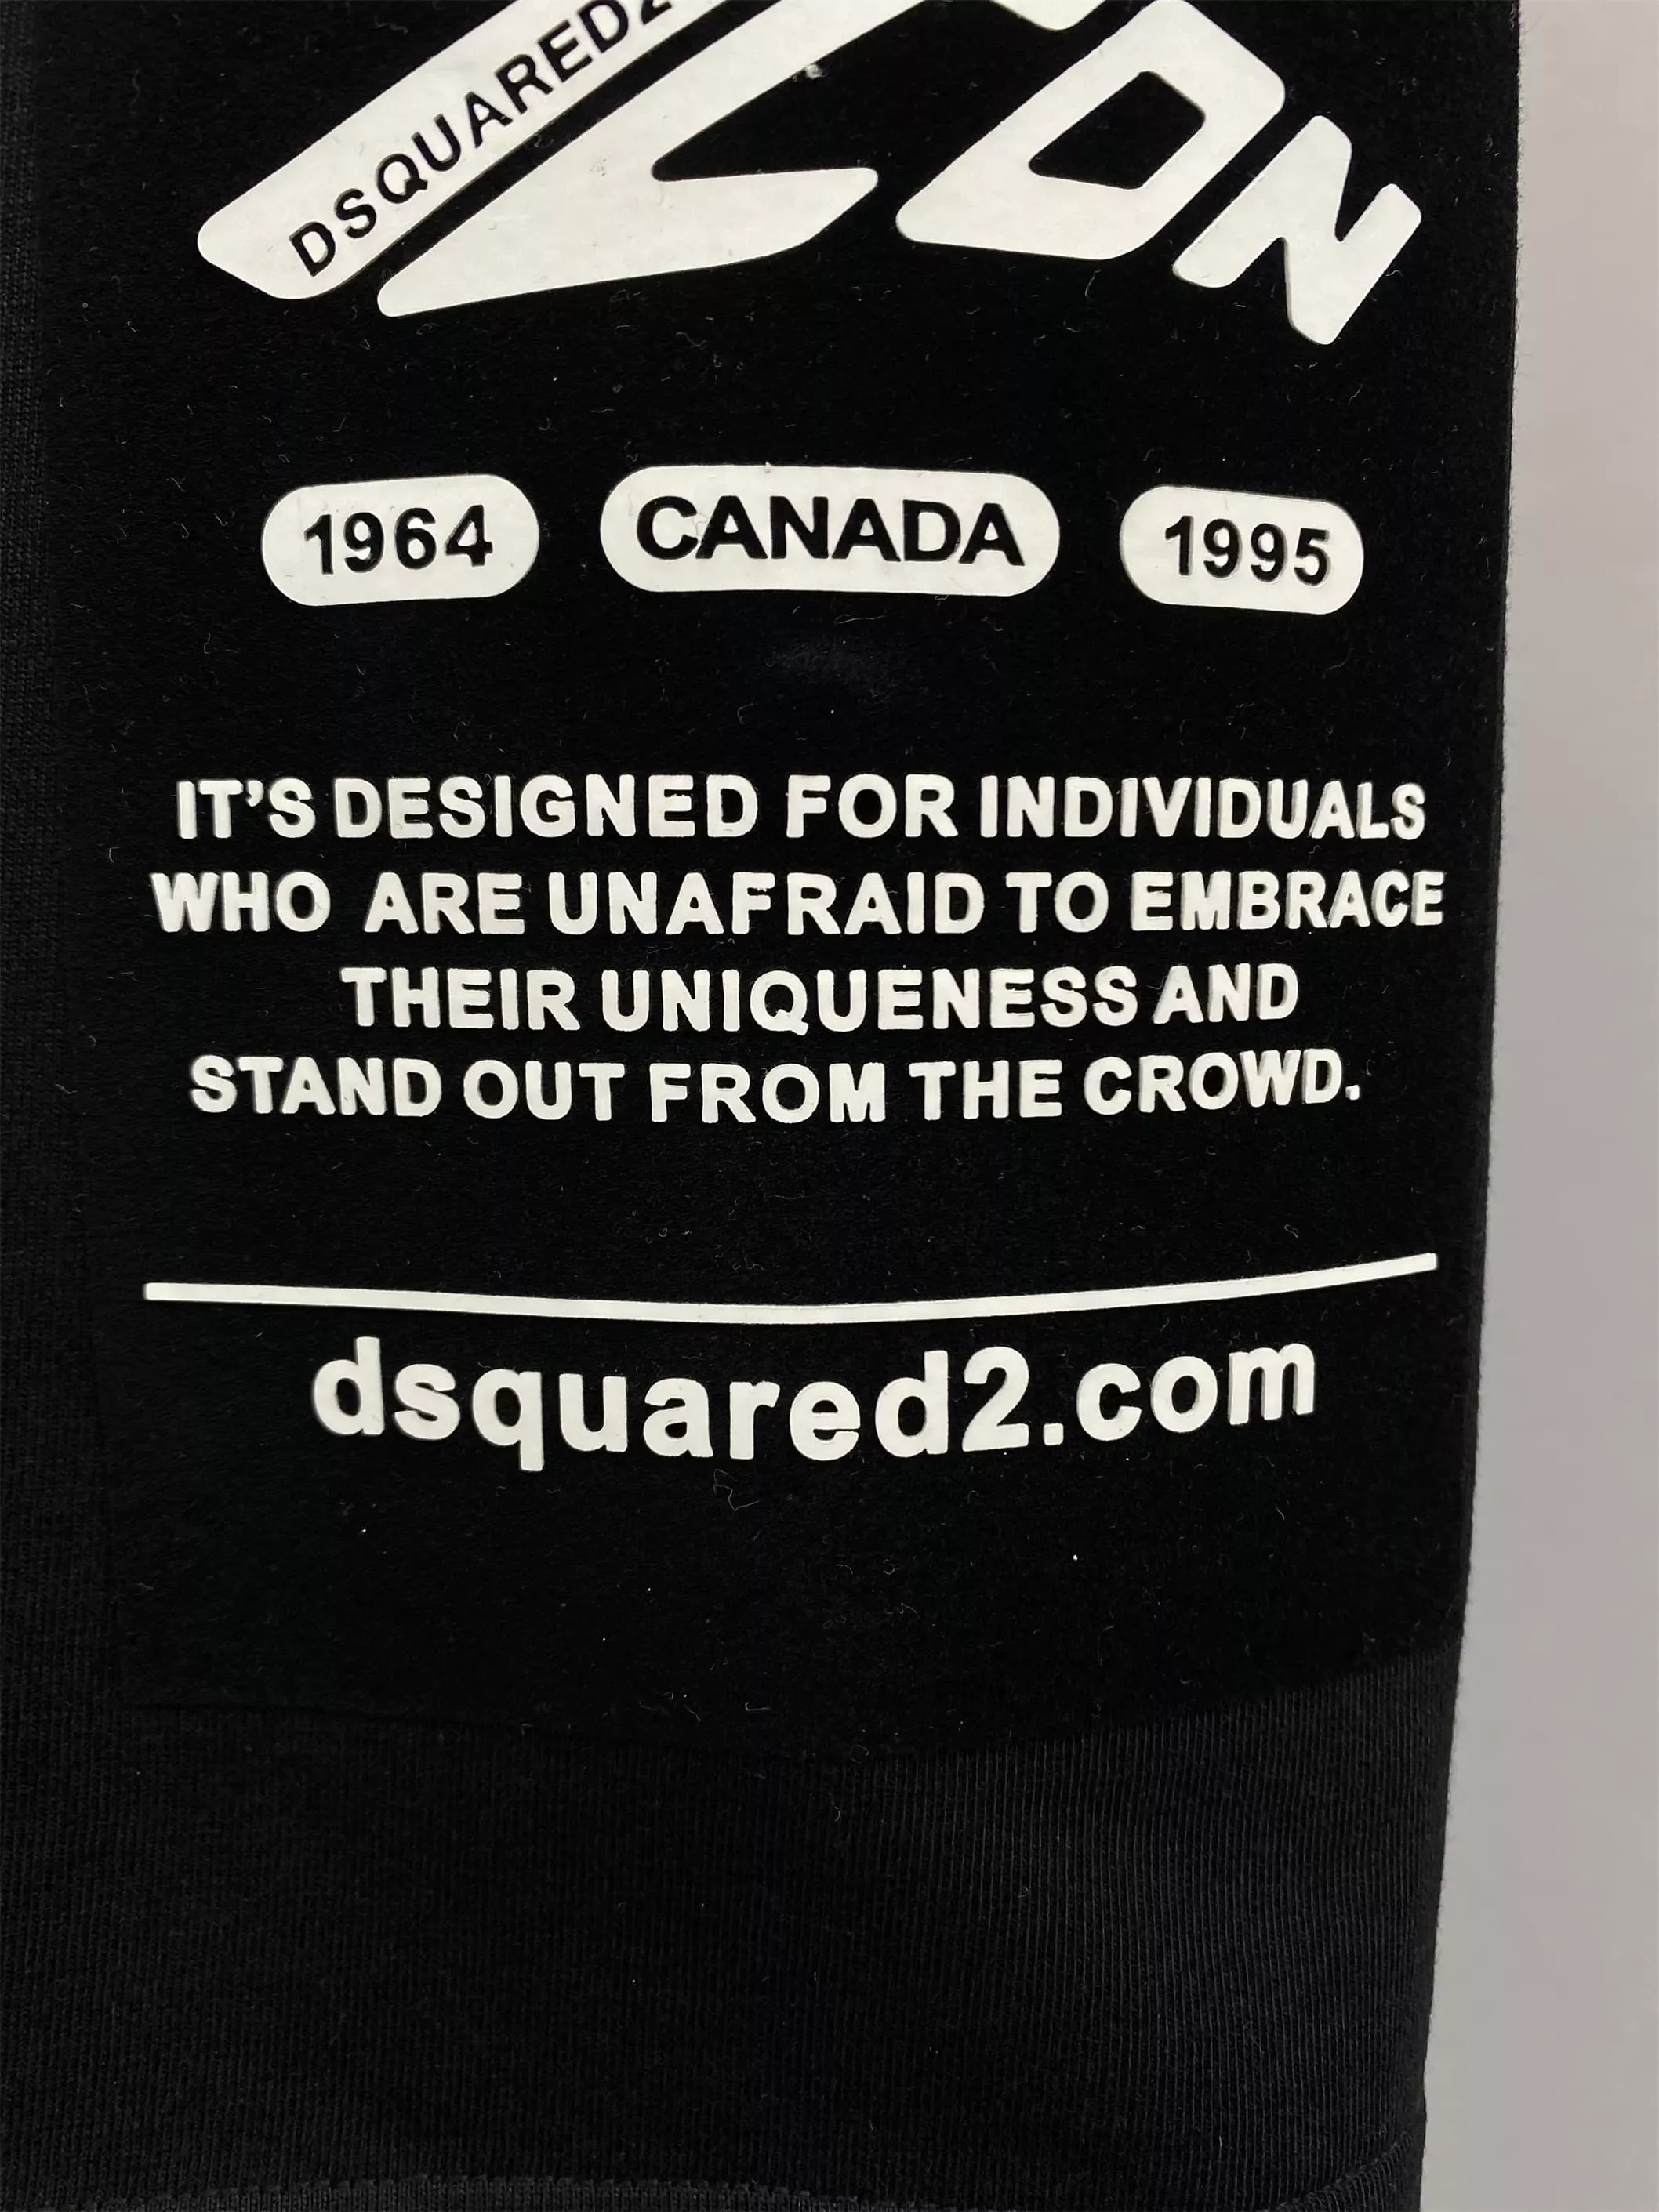 DSQUARED2
ICON
1964 CANADA 1995
IT'S DESIGNED FOR INDIVIDUALS
WHO ARE UNAFRAID TO EMBRACE
THEIR UNIQUENESS AND
STAND OUT FROM THE CROWD.
dsquared2.com